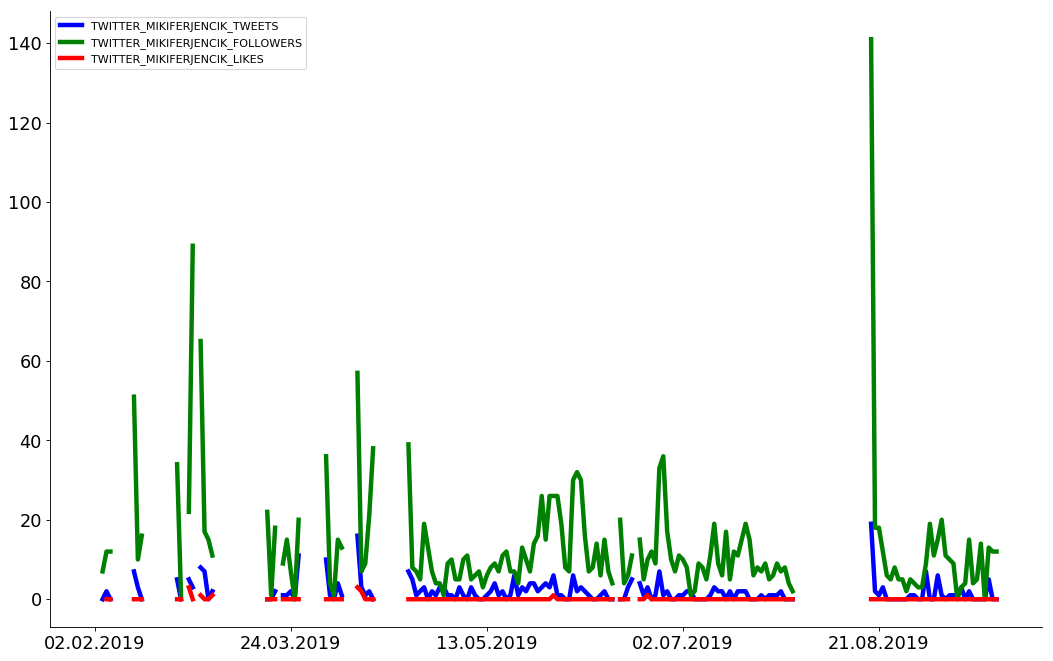 TWITTER_MIKIFERJENCIK_TWEETS
TWITTER_MIKIFERJENCIK_FOLLOWERS
TWITTER_MIKIFERJENCIK_LIKES
140
120
100
80
60
40
20
0
02.02.2019 24.03.2019 13.05.2019 02.07.2019 21.08.2019